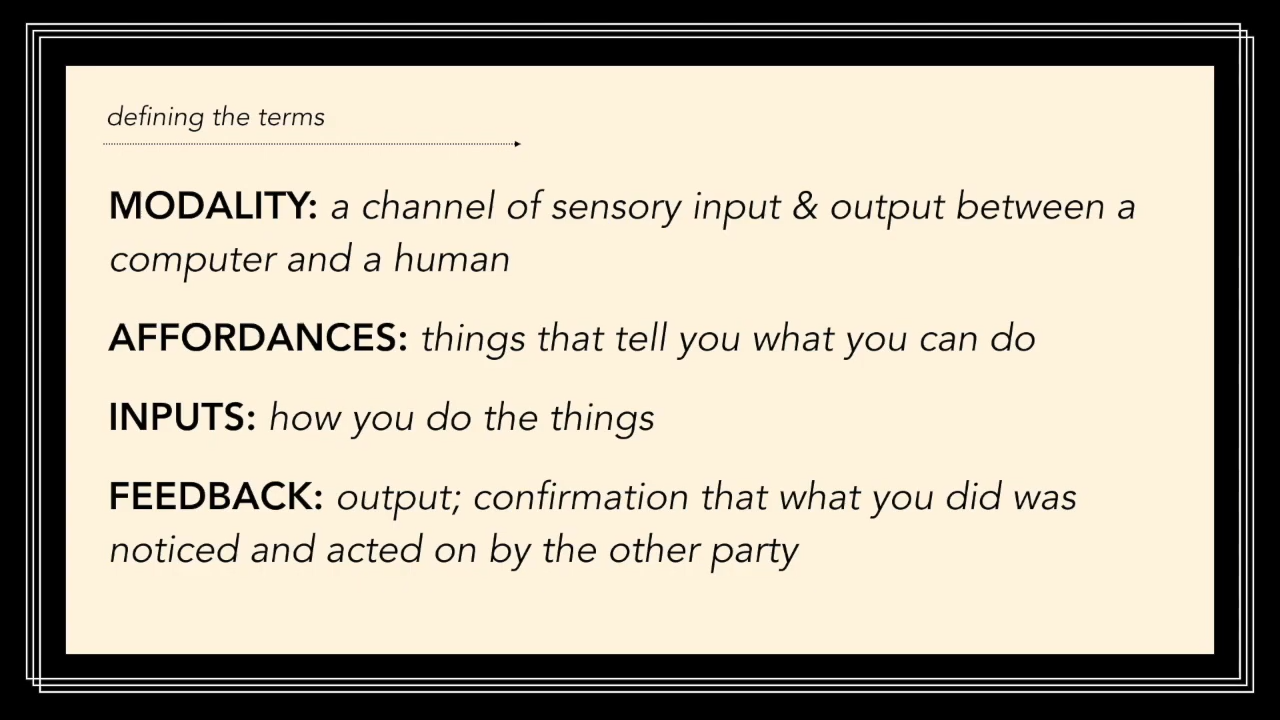 defining the terms
MODALITY: a channel of sensory input & output between a
computer and a human
AFFORDANCES: things that tell you what you can do
INPUTS: how you do the things
FEEDBACK: output; confirmation that what you did was
noticed and acted on by the other party